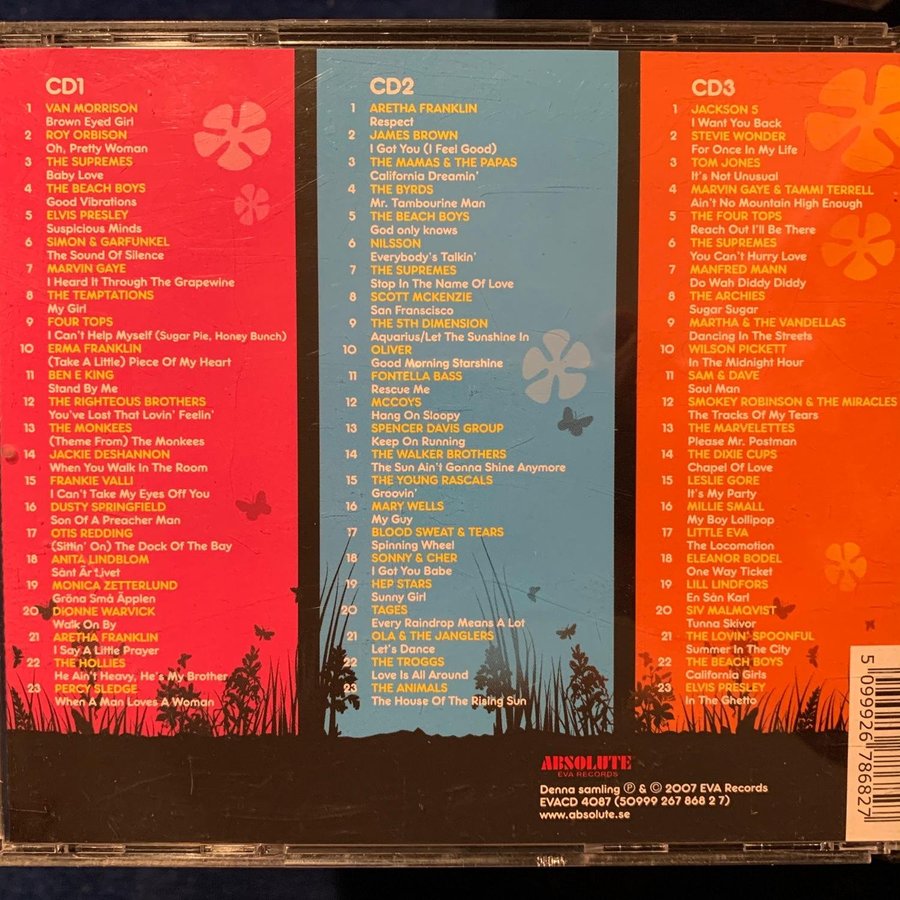 CD1
1 VAN MORRISON
Brown Eyed Girl
2 ROY ORBISON
Oh, Pretty Woman
3 THE SUPREMES
Baby Love
4 THE BEACH BOYS
Good Vibrations
5 ELVIS PRESLEY
Suspicious Minds
6 SIMON & GARFUNKEL
The Sound Of Silence
7 MARVIN GAYE
I Heard It Through The Grapewine
8 THE TEMPTATIONS
My Girl
9 FOUR TOPS
I Can't Help Myself (Sugar Pie, Honey Bunch)
10 ERMA FRANKLIN
(Take A Little) Piece Of My Heart
11 BEN E KING
Stand By Me
12 THE RIGHTEOUS BROTHERS
You've Lost That Lovin' Feelin'
13 THE MONKEES
(Theme From) The Monkees
14 JACKIE DESHANNON
When You Walk In The Room
15 FRANKIE VALLI
I Can't Take My Eyes Off You
16 DUSTY SPRINGFIELD
Son Of A Preacher Man
17 OTIS REDDING
(Sittin' On) The Dock Of The Bay
18 ANITA LINDBLOM
Sånt Är Livet
19 MONICA ZETTERLUND
Gröna Små Äpplen
20 DIONNE WARVICK
Walk On By
21 ARETHA FRANKLIN
I Say A Little Prayer
22 THE HOLLIES
He Ain't Heavy, He's My Brother
23 PERCY SLEDGE
When A Man Loves A Woman
CD2
1 ARETHA FRANKLIN
Respect
2 JAMES BROWN
I Got You (I Feel Good)
3 THE MAMAS & THE PAPAS
California Dreamin'
4 THE BYRDS
Mr. Tambourine Man
5 THE BEACH BOYS
God only knows
6 NILSSON
Everybody's Talkin'
7 THE SUPREMES
Stop In The Name Of Love
8 SCOTT MCKENZIE
San Franscisco
9 THE 5TH DIMENSION
Aquarius/Let The Sunshine In
10 OLIVER
Good Morning Starshine
11 FONTELLA BASS
Rescue Me
12 MCCOYS
Hang On Sloopy
13 SPENCER DAVIS GROUP
Keep On Running
14 THE WALKER BROTHERS
The Sun Ain't Gonna Shine Anymore
15 THE YOUNG RASCALS
Groovin'
16 MARY WELLS
My Guy
17 BLOOD SWEAT & TEARS
Spinning Wheel
18 SONNY & CHER
I Got You Babe
19 HEP STARS
Sunny Girl
20 TAGES
Every Raindrop Means A Lot
21 OLA & THE JANGLERS
Let's Dance
22 THE TROGGS
Love Is All Around
23 THE ANIMALS
The House Of The Rising Sun
CD3
1 JACKSON 5
I Want You Back
2 STEVIE WONDER
For Once In My Life
3 TOM JONES
It's Not Unusual
4 MARVIN GAYE & TAMMI TERRELL
Ain't No Mountain High Enough
5 THE FOUR TOPS
Reach Out I'll Be There
6 THE SUPREMES
You Can't Hurry Love
7 MANFRED MANN
Do Wah Diddy Diddy
8 THE ARCHIES
Sugar Sugar
9 MARTHA & THE VANDELLAS
Dancing In The Streets
10 WILSON PICKETT
In The Midnight Hour
11 SAM & DAVE
Soul Man
12 SMOKEY ROBINSON & THE MIRACLES
The Tracks Of My Tears
13 THE MARVELETTES
Please Mr. Postman
14 THE DIXIE CUPS
Chapel Of Love
15 LESLIE GORE
It's My Party
16 MILLIE SMALL
My Boy Lollipop
17 LITTLE EVA
The Locomation
18 ELEANOR BODEL
One Way Ticket
19 LILL LINDFORS
En Sån Karl
20 SIV MALMQVIST
Tunna Skivor
21 THE LOVIN' SPOONFUL
Summer In The City
22 THE BEACH BOYS
California Girls
23 ELVIS PRESLEY
In The Ghetto
5 099926 786827
ABSOLUTE
EVA RECORDS
Denna samling ℗ & © 2007 EVA Records
EVACD 4087 (50999 267 868 2 7)
www.absolute.se